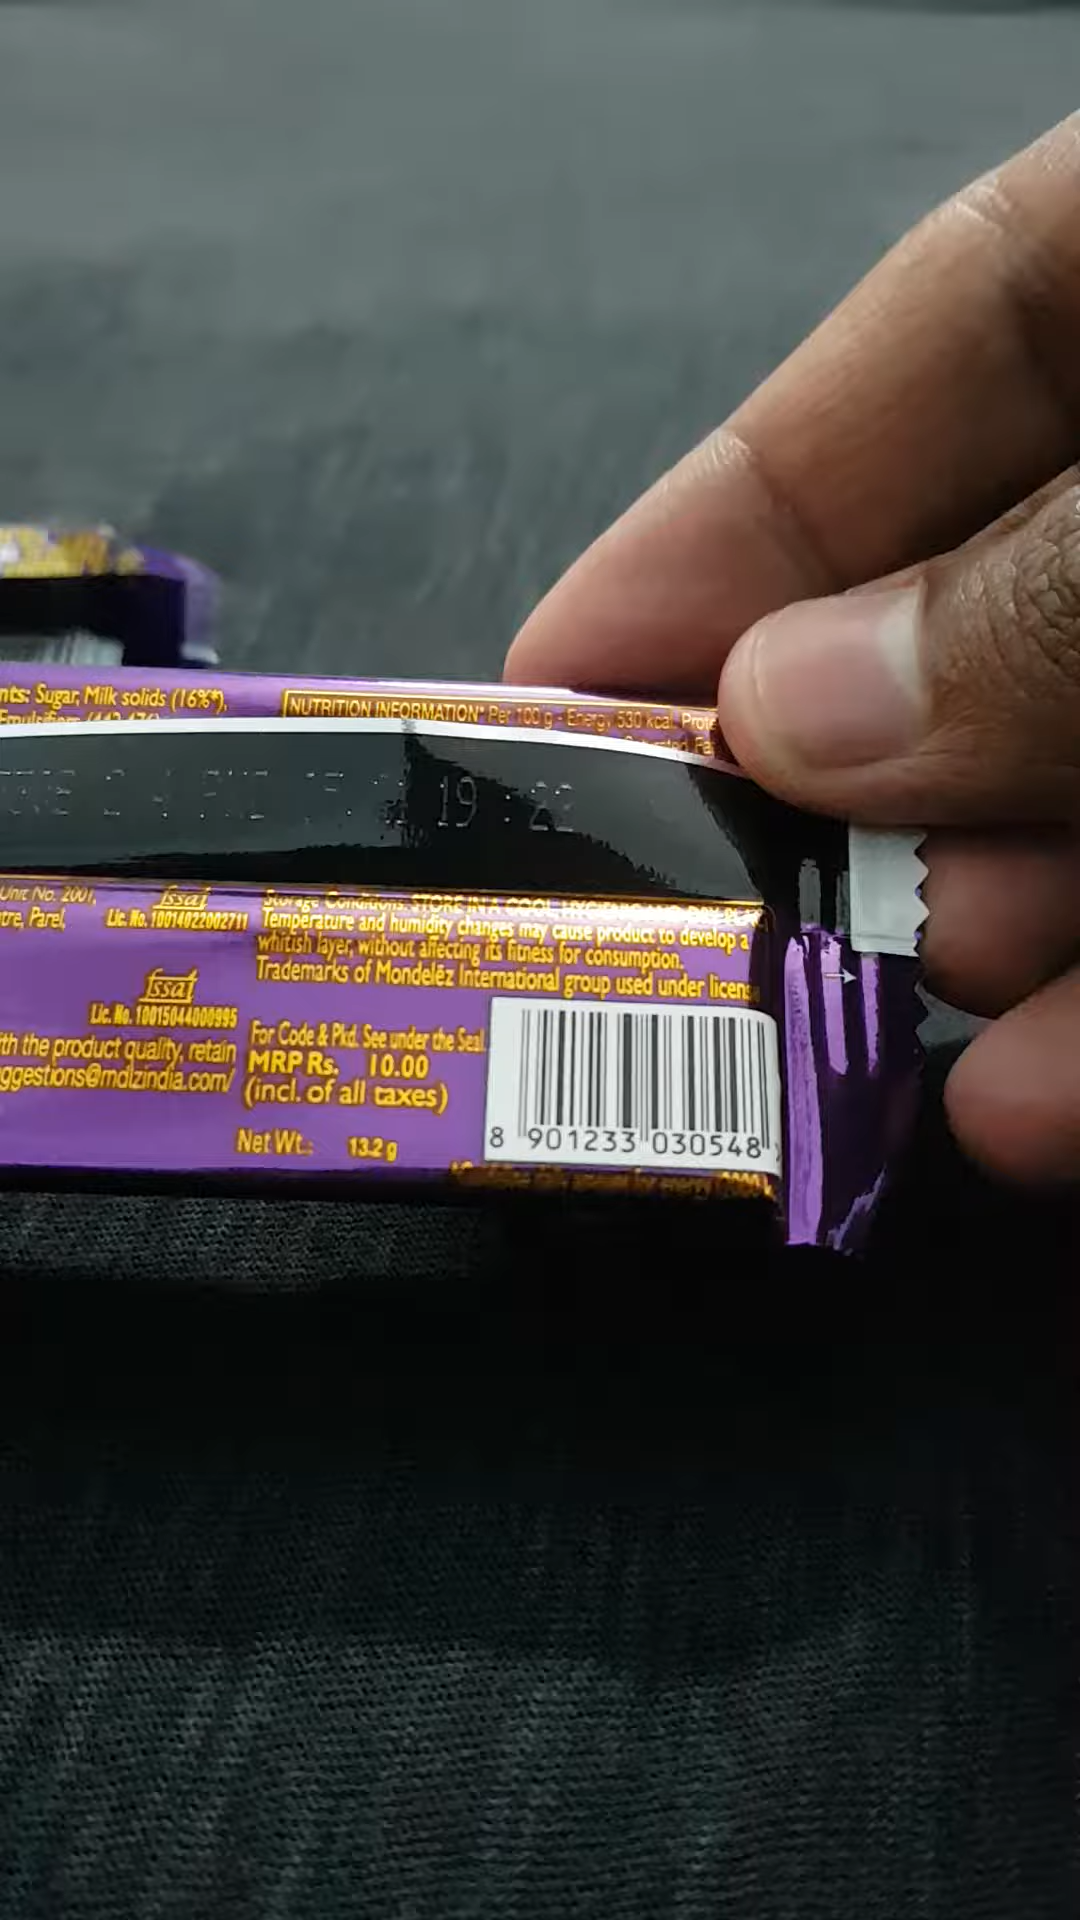 nts: Sugar, Milk solids (16%*),
NUTRITION INFORMATION* Per 100 g - Energy 530 kcal, Prote
19 : 22
Unit No. 2001,
tre, Parel,
fssai
Lic. No. 10014022002711
fssai
Lic. No. 10015044000995
ith the product quality, retain
ggestions@mdlzindia.com/
Storage Conditions: STORE IN A COOL, HYGIENIC
Temperature and humidity changes may cause product to develop a
whitish layer, without affecting its fitness for consumption.
Trademarks of Mondelēz International group used under licens
For Code & Pkd. See under the Seal.
MRP Rs. 10.00
(incl. of all taxes)
Net Wt.: 13.2 g
8 901233 030548